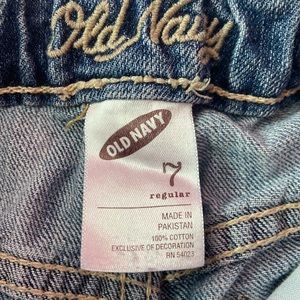 Old Navy
OLD NAVY
7
regular
MADE IN
PAKISTAN
100% COTTON
EXCLUSIVE OF DECORATION
RN 54023